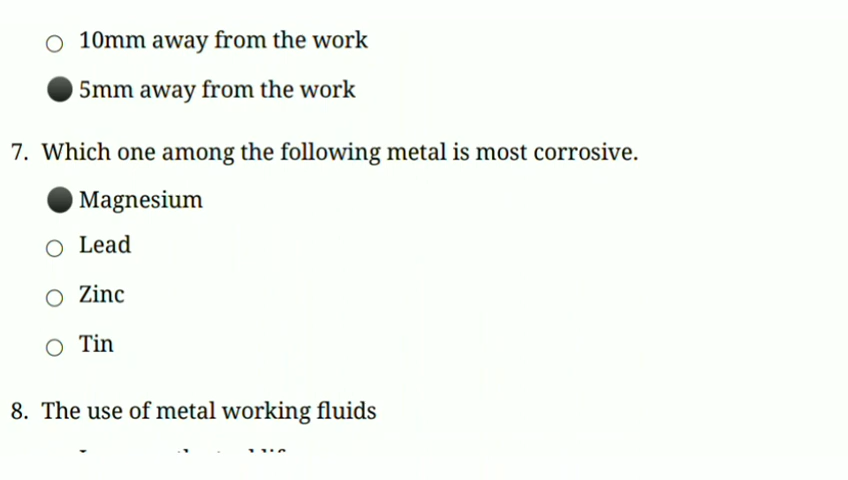 10mm away from the work
5mm away from the work
7. Which one among the following metal is most corrosive.
Magnesium
Lead
Zinc
Tin
8. The use of metal working fluids